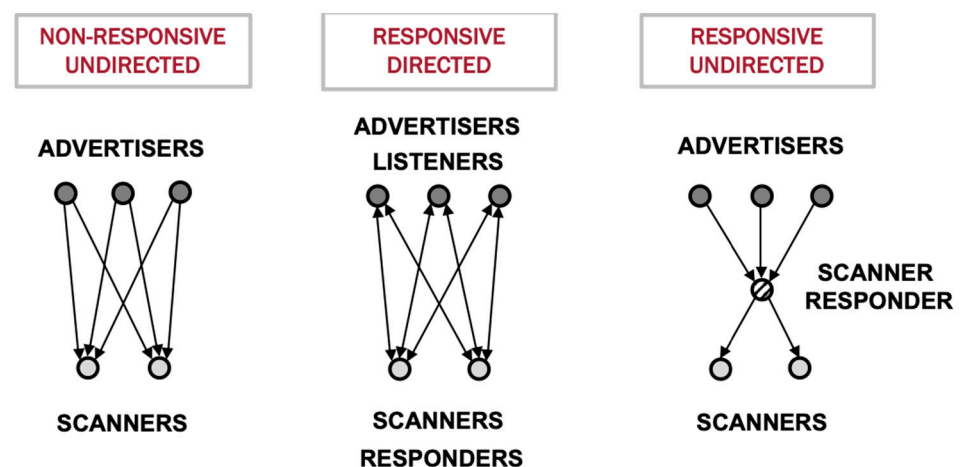 NON-RESPONSIVE
UNDIRECTED
ADVERTISERS
SCANNERS
RESPONSIVE
DIRECTED
ADVERTISERS
LISTENERS
SCANNERS
RESPONDERS
RESPONSIVE
UNDIRECTED
ADVERTISERS
SCANNER
RESPONDER
SCANNERS